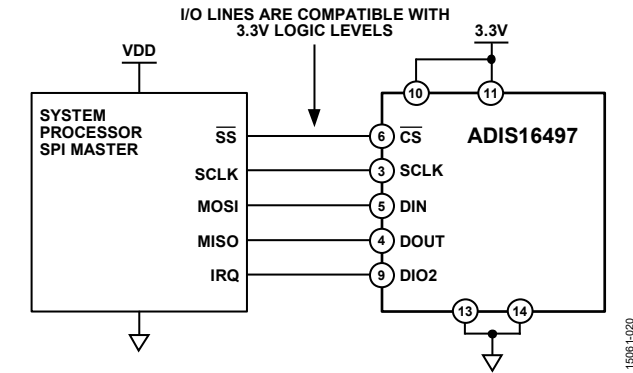 I/O LINES ARE COMPATIBLE WITH
3.3V LOGIC LEVELS
VDD
3.3V
SYSTEM
PROCESSOR
SPI MASTER
10
11
ADIS16497
SS
6
CS
SCLK
3
SCLK
MOSI
5
DIN
MISO
4
DOUT
IRQ
9
DIO2
13
14
15061-020